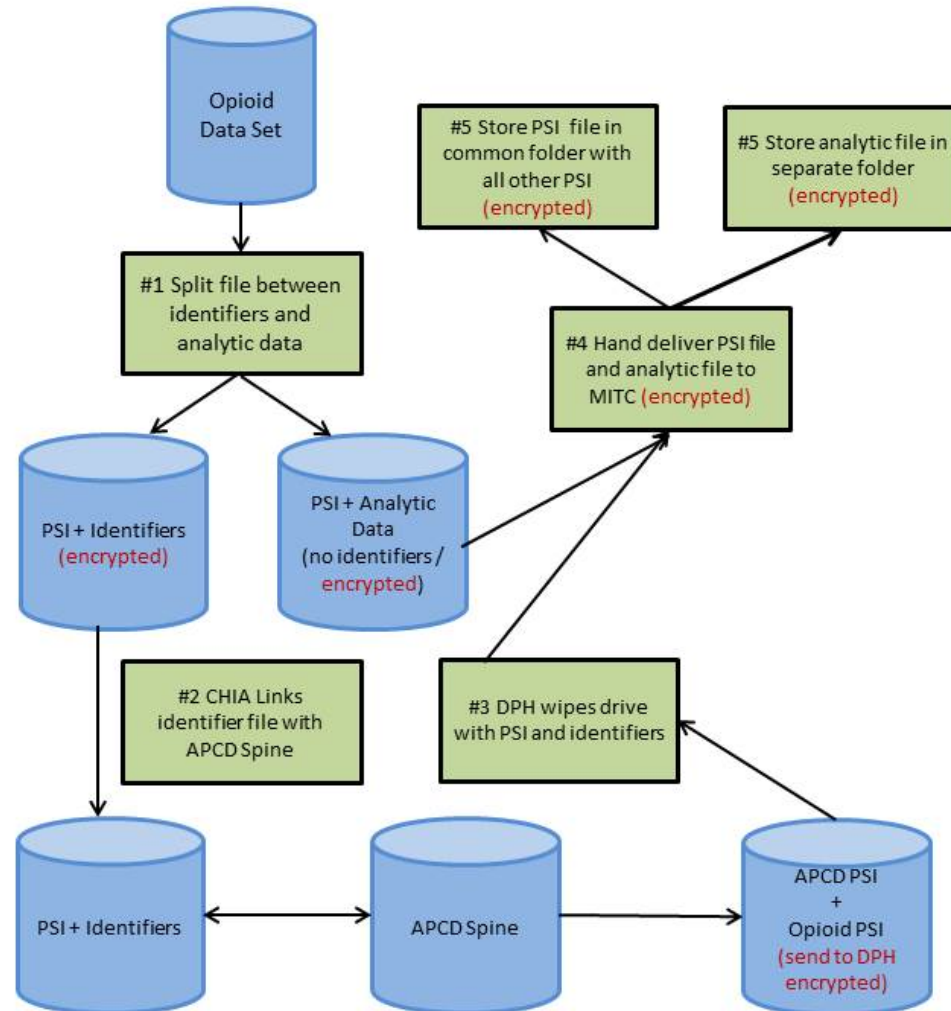 Opioid
Data Set
#1 Split file between
identifiers and
analytic data
#5 Store PSI file in
common folder with
all other PSI
(encrypted)
#5 Store analytic file in
separate folder
(encrypted)
#4 Hand deliver PSI file
and analytic file to
MITC (encrypted)
PSI + Identifiers
(encrypted)
PSI + Analytic
Data
(no identifiers /
encrypted)
#2 CHIA Links
identifier file with
APCD Spine
#3 DPH wipes drive
with PSI and identifiers
PSI + Identifiers
APCD Spine
APCD PSI
+
Opioid PSI
(send to DPH
encrypted)